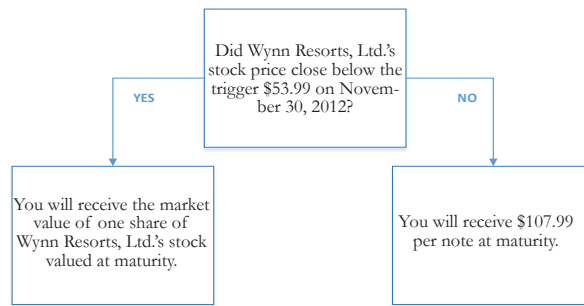 Did Wynn Resorts, Ltd.'s
stock price close below the
trigger $53.99 on Novem-
ber 30, 2012?
YES
NO
You will receive the market
value of one share of
Wynn Resorts, Ltd.'s stock
valued at maturity.
You will receive $107.99
per note at maturity.